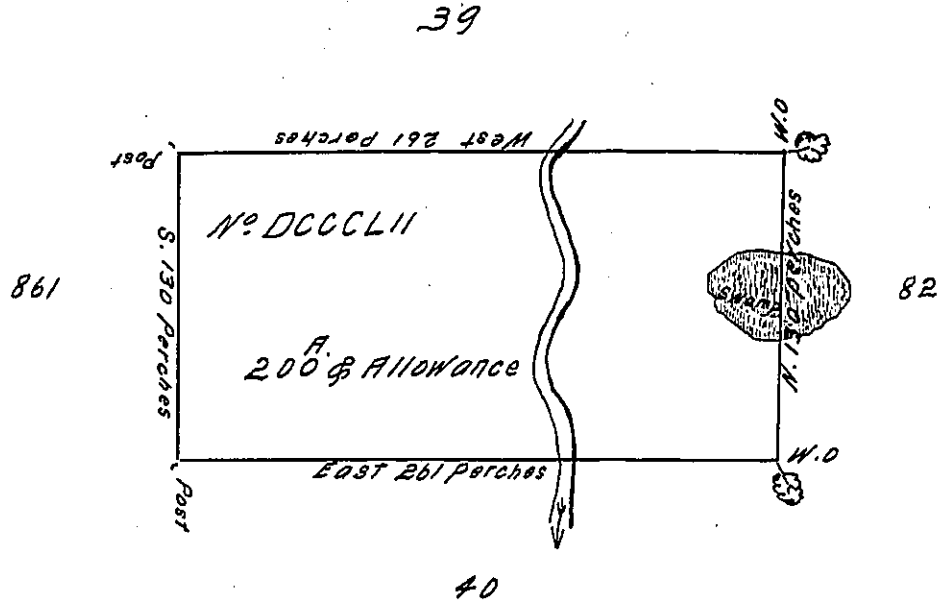 39
West 261 Perches
W.O
Post
No DCCCLII
S. 130 Perches
N. 130 Perches
861
82
swamp
A.
200 & Allowance
W.O
East 261 Perches
Post
40